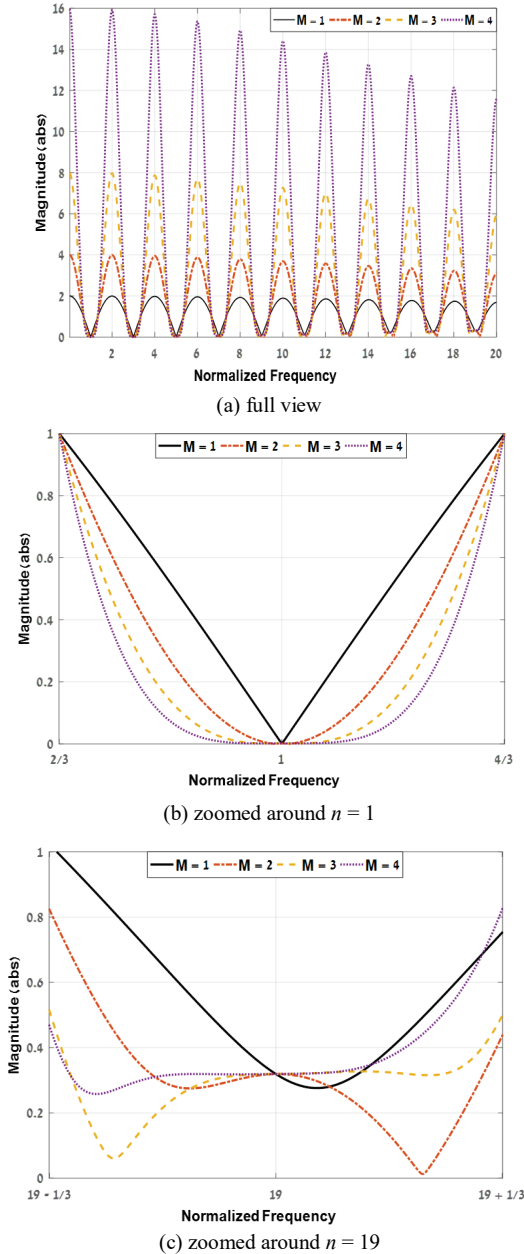 M – 1 M – 2 M – 3 M – 4
16
14
12
10
8
6
4
2
0
Magnitude(abs)
2 4 6 8 10 12 14 16 18 20
Normalized Frequency
(a) full view
M = 1 M = 2 M = 3 M = 4
1
0.8
0.6
0.4
0.2
0
Magnitude (abs)
2/3 1 4/3
Normalized Frequency
(b) zoomed around n = 1
M = 1 M = 2 M = 3 M = 4
1
0.8
0.6
0.4
0.2
0
Magnitude (abs)
19 - 1/3 19 19 + 1/3
Normalized Frequency
(c) zoomed around n = 19